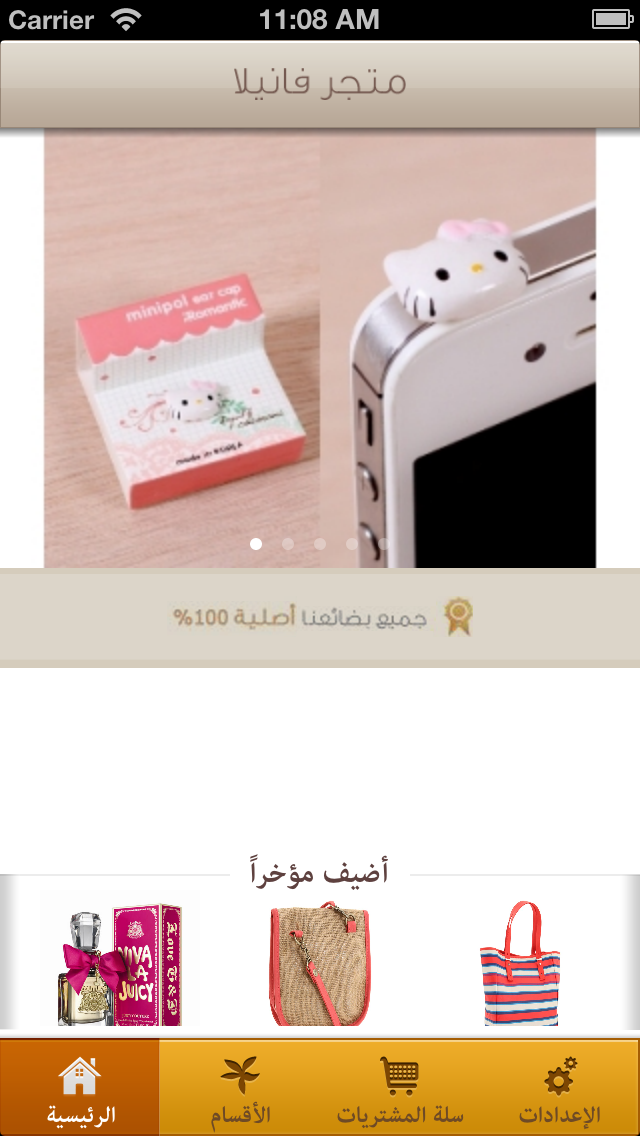 Carrier
11:08 AM
متجر فانيلا
minipol ear cap
Romantic
made in KOREA
جميع بضائعنا أصلية 100%
أضيف مؤخراً
VIVA
LA
JUICY
الرئيسية
الأقسام
سلة المشتريات
الإعدادات